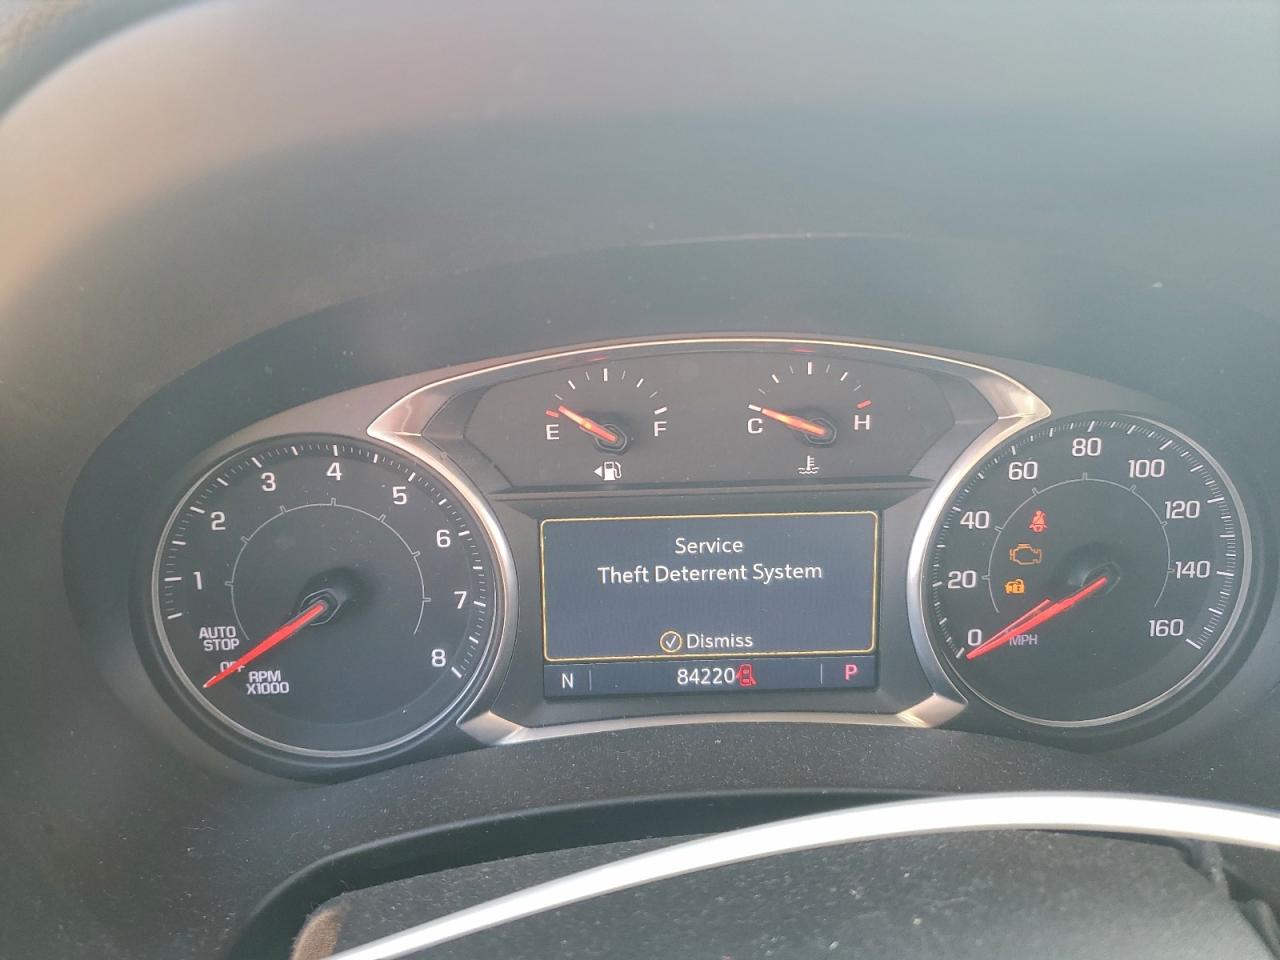 E F
C H
1 2 3 4 5 6 7 8
AUTO
STOP
OFF
RPM
X1000
Service
Theft Deterrent System
Dismiss
N 84220 P
0 20 40 60 80 100 120 140 160
MPH